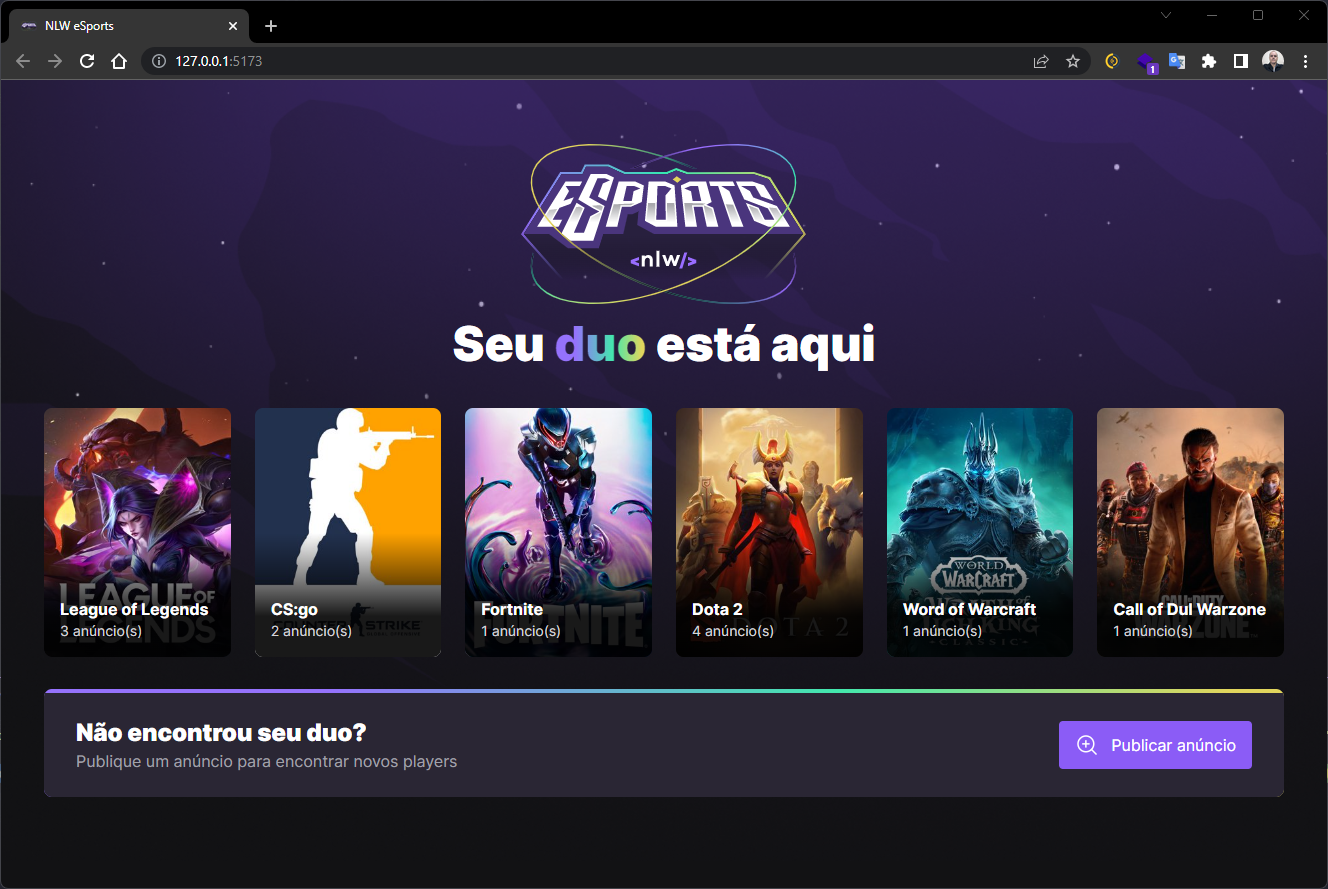 NLW eSports
127.0.0.1:5173
1
eSPORTS
<nlw/>
Seu duo está aqui
LEAGUE OF
LEGENDS
League of Legends
3 anúncio(s)
COUNTER STRIKE
CS:go
2 anúncio(s)
FORTNITE
Fortnite
1 anúncio(s)
DOTA 2
Dota 2
4 anúncio(s)
WORLD
WARCRAFT
LICH KING
CLASSIC
Word of Warcraft
1 anúncio(s)
CALL OF DUTY
WARZONE
Call of Dul Warzone
1 anúncio(s)
Não encontrou seu duo?
Publique um anúncio para encontrar novos players
Publicar anúncio